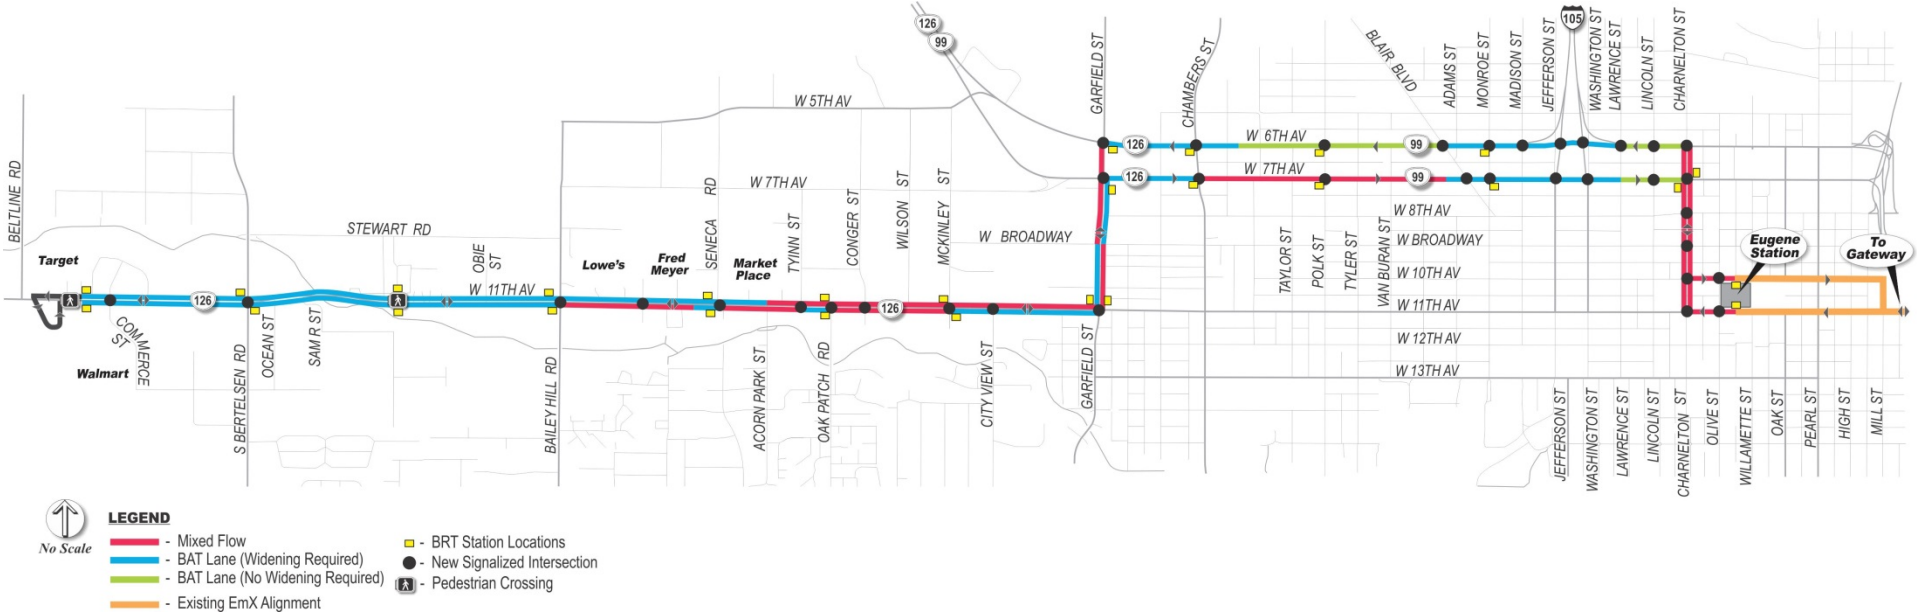 126
99
105
GARFIELD ST
CHAMBERS ST
BLAIR BLVD
ADAMS ST
MONROE ST
MADISON ST
JEFFERSON ST
WASHINGTON ST
LAWRENCE ST
LINCOLN ST
CHARNELTON ST
W 5TH AV
126
W 6TH AV
99
BELTLINE RD
126
W 7TH AV
99
W 7TH AV
SENECA RD
CONGER ST
WILSON ST
MCKINLEY ST
TYINN ST
STEWART RD
W BROADWAY
W 8TH AV
W BROADWAY
W 10TH AV
W 11TH AV
W 12TH AV
W 13TH AV
TAYLOR ST
POLK ST
TYLER ST
VAN BURAN ST
Eugene
Station
To
Gateway
Target
OBIE
ST
Lowe's
Fred
Meyer
Market
Place
W 11TH AV
126
126
COMMERCE
ST
Walmart
S BERTELSEN RD
OCEAN ST
SAM R ST
BAILEY HILL RD
ACORN PARK ST
OAK PATCH RD
CITY VIEW ST
GARFIELD ST
JEFFERSON ST
WASHINGTON ST
LAWRENCE ST
LINCOLN ST
CHARNELTON ST
OLIVE ST
WILLAMETTE ST
OAK ST
PEARL ST
HIGH ST
MILL ST
No Scale
LEGEND
- Mixed Flow
- BAT Lane (Widening Required)
- BAT Lane (No Widening Required)
- Existing EmX Alignment
- BRT Station Locations
- New Signalized Intersection
- Pedestrian Crossing